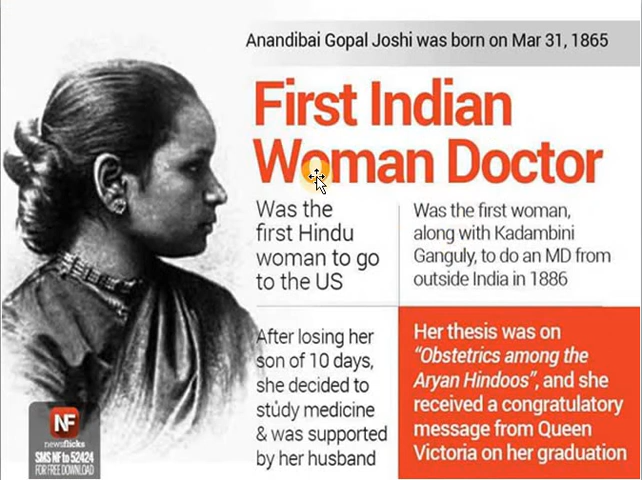 Anandibai Gopal Joshi was born on Mar 31, 1865
First Indian
Woman Doctor
Was the
first Hindu
woman to go
to the US
Was the first woman,
along with Kadambini
Ganguly, to do an MD from
outside India in 1886
After losing her
son of 10 days,
she decided to
study medicine
& was supported
by her husband
Her thesis was on
“Obstetrics among the
Aryan Hindoos”, and she
received a congratulatory
message from Queen
Victoria on her graduation
NF
newsflicks
SMS NF to 52424
FOR FREE DOWNLOAD